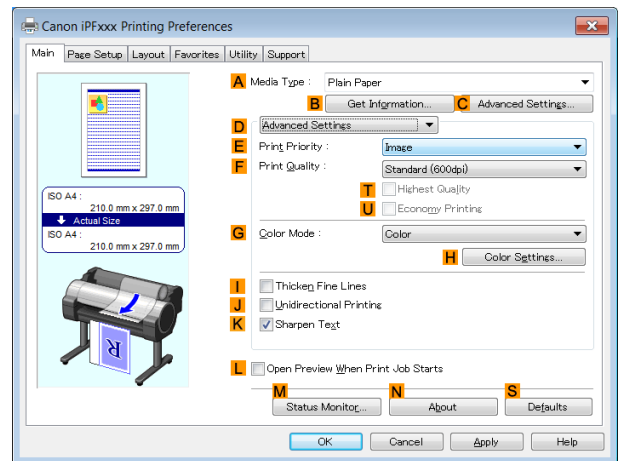 Canon iPFxxx Printing Preferences
Main Page Setup Layout Favorites Utility Support
A Media Type : Plain Paper
B Get Information... C Advanced Settings...
D Advanced Settings
E Print Priority : Image
F Print Quality : Standard (600dpi)
T Highest Quality
U Economy Printing
ISO A4 :
210.0 mm x 297.0 mm
Actual Size
ISO A4 :
210.0 mm x 297.0 mm
G Color Mode : Color
H Color Settings...
I Thicken Fine Lines
J Unidirectional Printing
K Sharpen Text
R
L Open Preview When Print Job Starts
M N S
Status Monitor... About Defaults
OK Cancel Apply Help